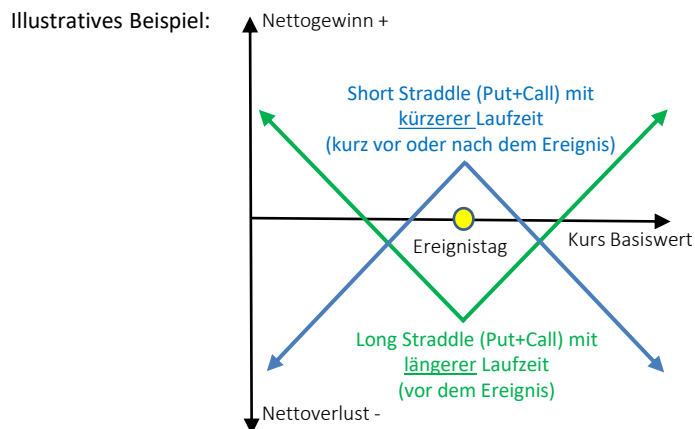 Illustratives Beispiel:
Nettogewinn +
Short Straddle (Put+Call) mit
kürzerer Laufzeit
(kurz vor oder nach dem Ereignis)
Ereignistag
Kurs Basiswert
Long Straddle (Put+Call) mit
längerer Laufzeit
(vor dem Ereignis)
Nettoverlust -